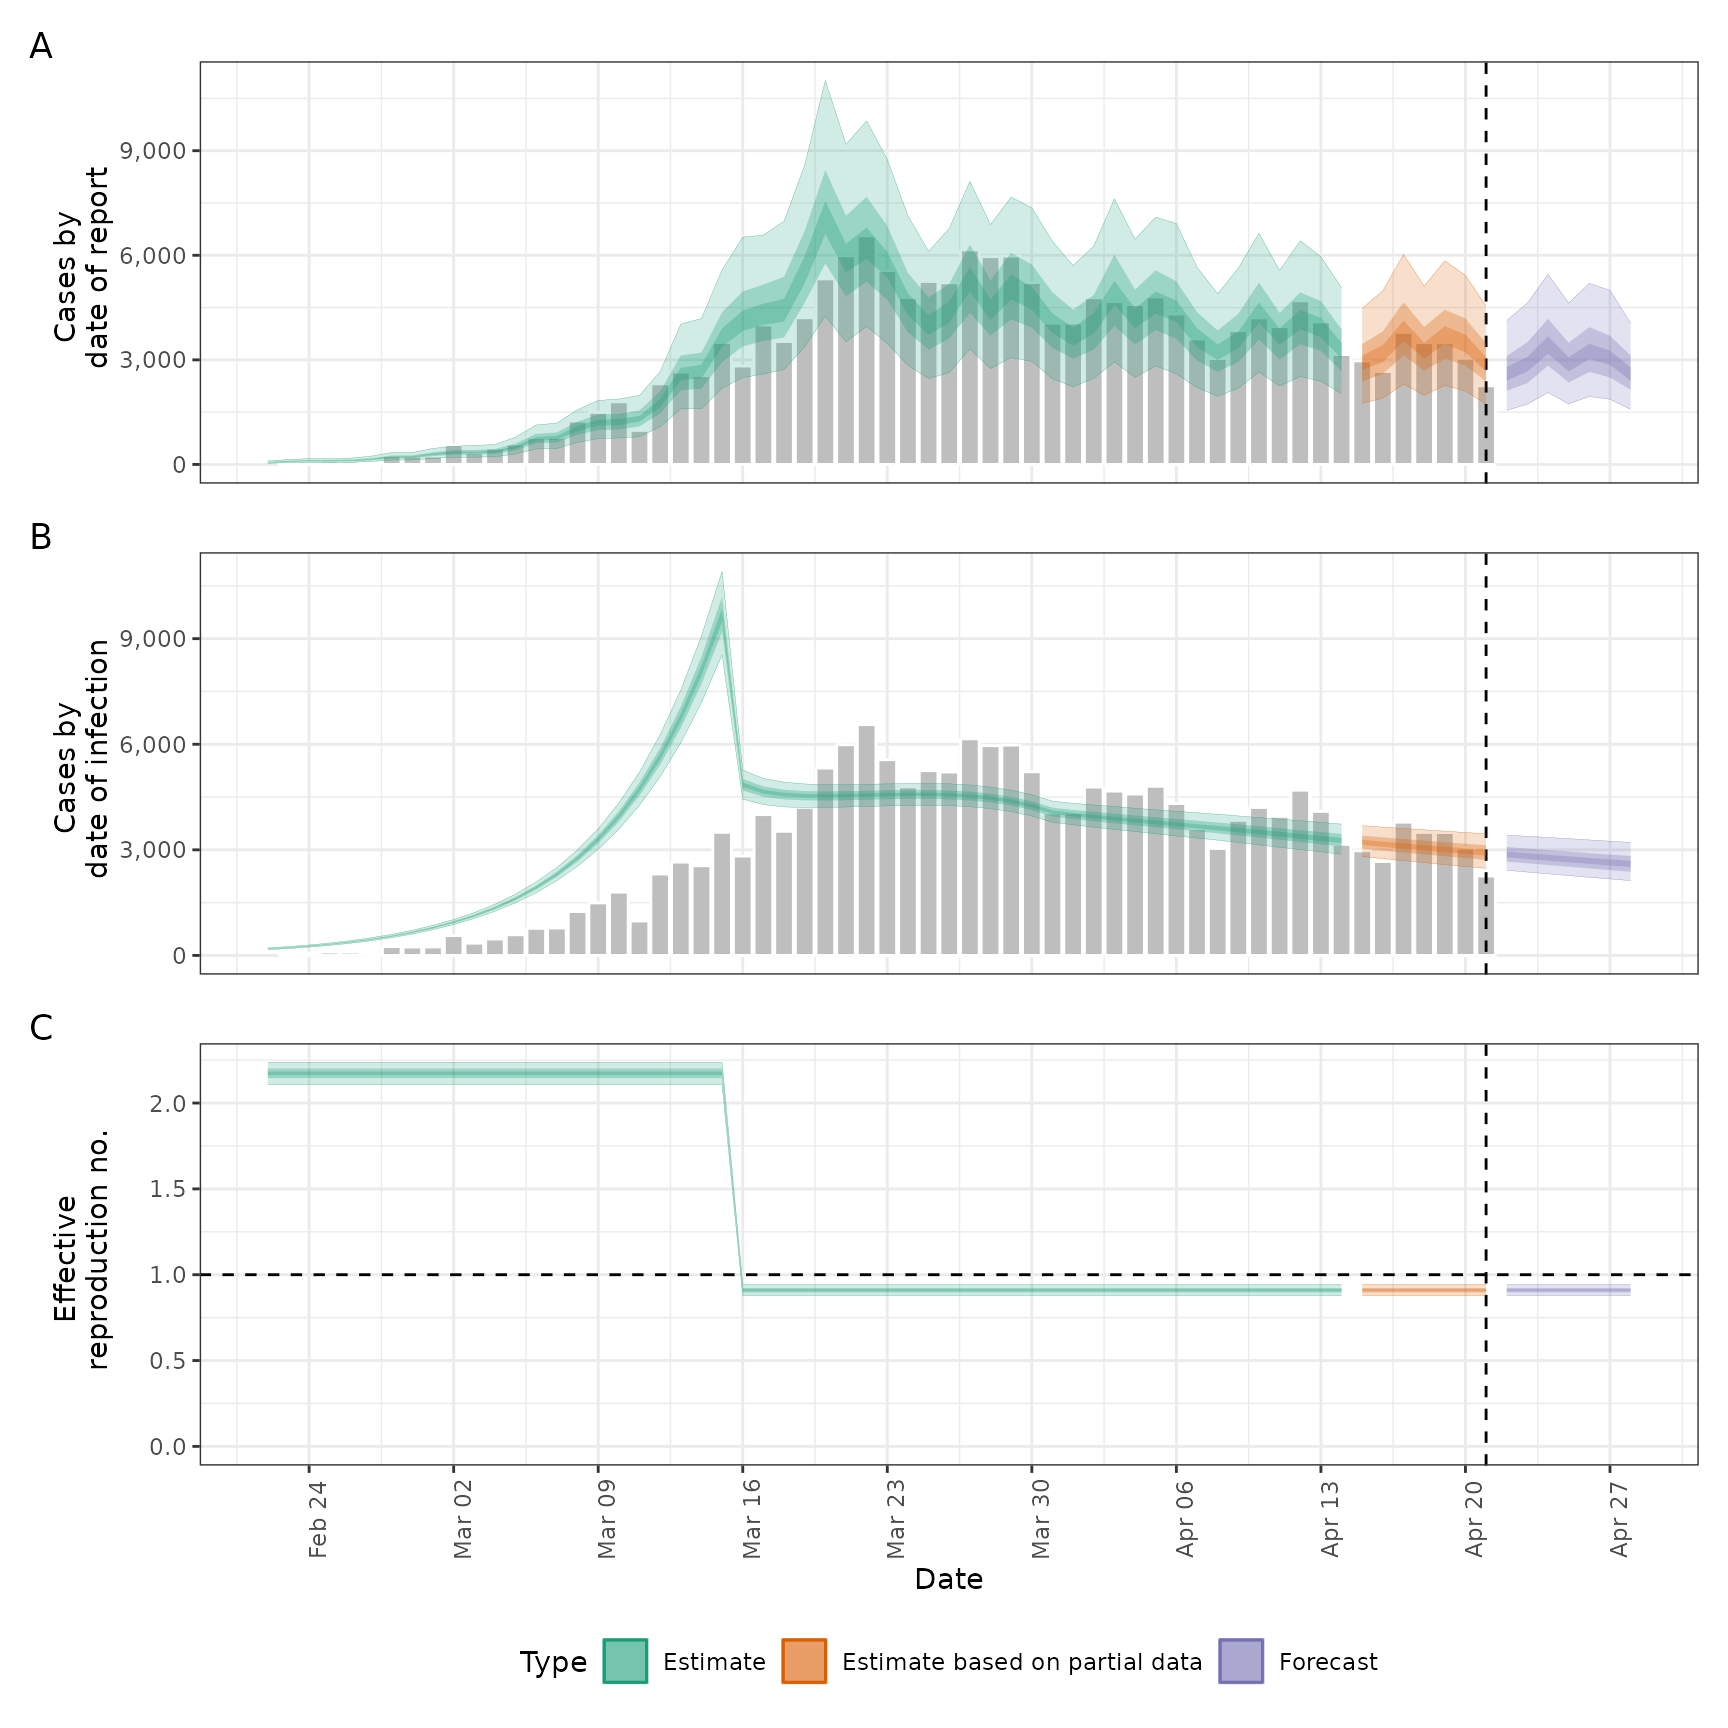 A
Cases by
date of report
9,000
6,000
3,000
0
B
Cases by
date of infection
9,000
6,000
3,000
0
C
Effective
reproduction no.
2.0
1.5
1.0
0.5
0.0
Feb 24
Mar 02
Mar 09
Mar 16
Mar 23
Mar 30
Apr 06
Apr 13
Apr 20
Apr 27
Date
Type Estimate Estimate based on partial data Forecast